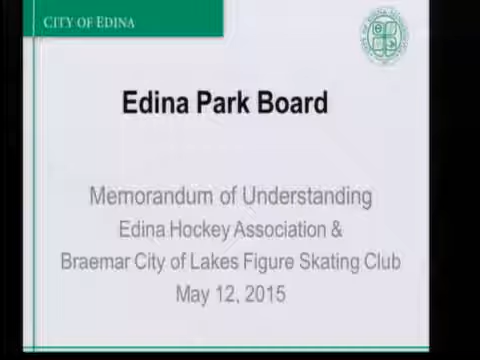 CITY OF EDINA
Edina Park Board
Memorandum of Understanding
Edina Hockey Association &
Braemar City of Lakes Figure Skating Club
May 12, 2015